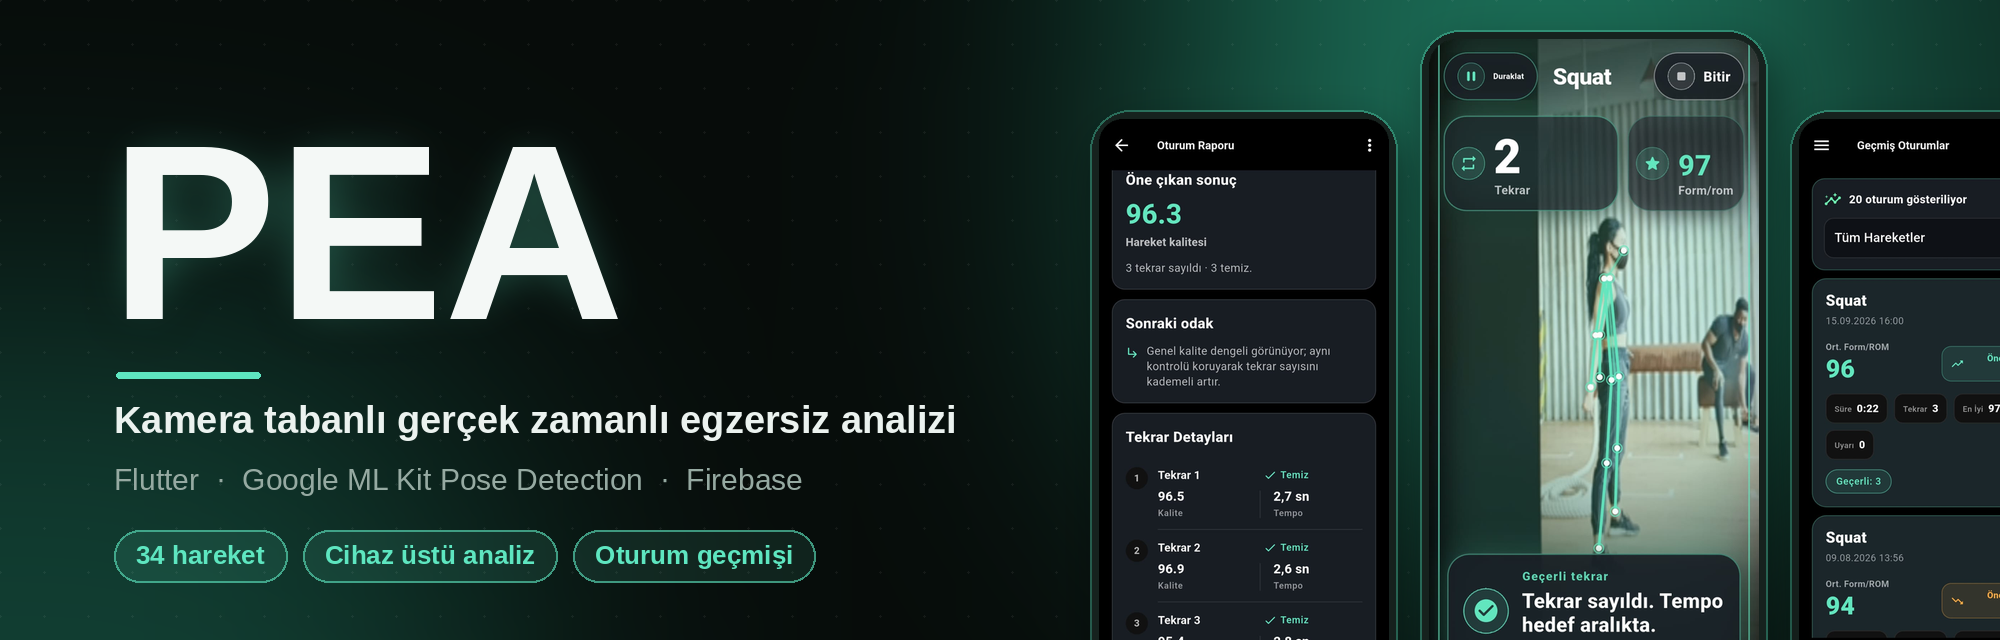 PEA
Kamera tabanlı gerçek zamanlı egzersiz analizi
Flutter · Google ML Kit Pose Detection · Firebase
34 hareket
Cihaz üstü analiz
Oturum geçmişi
Oturum Raporu
Öne çıkan sonuç
96.3
Hareket kalitesi
3 tekrar sayıldı · 3 temiz.
Sonraki odak
Genel kalite dengeli görünüyor; aynı
kontrolü koruyarak tekrar sayısını
kademeli artır.
Tekrar Detayları
1 Tekrar 1 Temiz
96.5 2,7 sn
Kalite Tempo
2 Tekrar 2 Temiz
96.9 2,6 sn
Kalite Tempo
3 Tekrar 3 Temiz
Duraklat Squat Bitir
2 97
Tekrar Form/rom
Geçerli tekrar
Tekrar sayıldı. Tempo
hedef aralıkta.
Geçmiş Oturumlar
20 oturum gösteriliyor
Tüm Hareketler
Squat
15.09.2026 16:00
Ort. Form/ROM
96
Süre 0:22 Tekrar 3 En İyi 97
Uyarı 0
Geçerli: 3
Squat
09.08.2026 13:56
Ort. Form/ROM
94